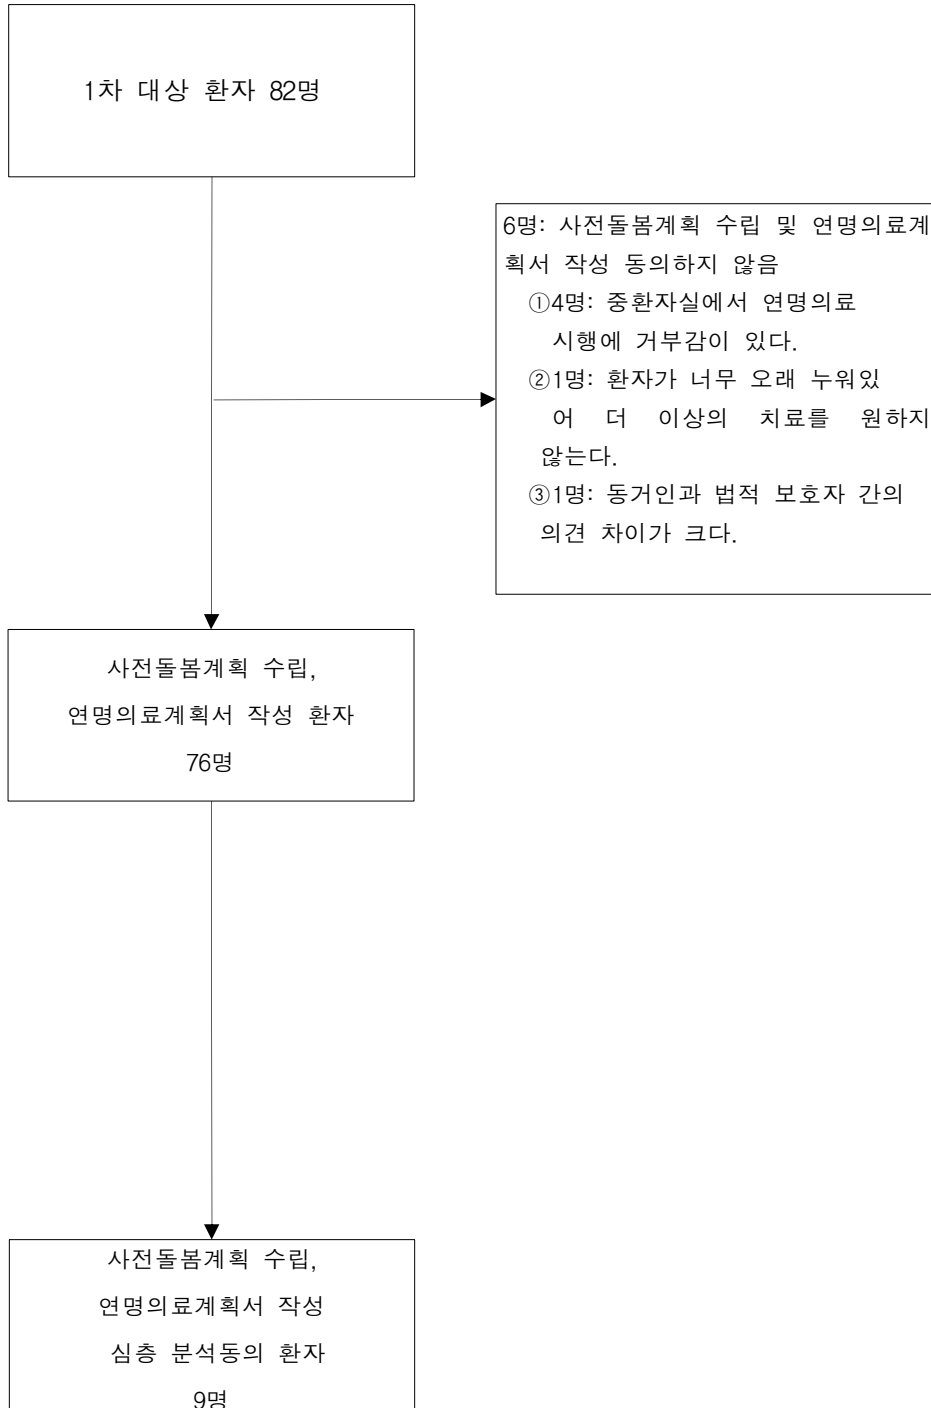 1차 대상 환자 82명
6명: 사전돌봄계획 수립 및 연명의료계
획서 작성 동의하지 않음
①4명: 중환자실에서 연명의료
시행에 거부감이 있다.
②1명: 환자가 너무 오래 누워있
어 더 이상의 치료를 원하지
않는다.
③1명: 동거인과 법적 보호자 간의
의견 차이가 크다.
사전돌봄계획 수립,
연명의료계획서 작성 환자
76명
사전돌봄계획 수립,
연명의료계획서 작성
심층 분석동의 환자
9명